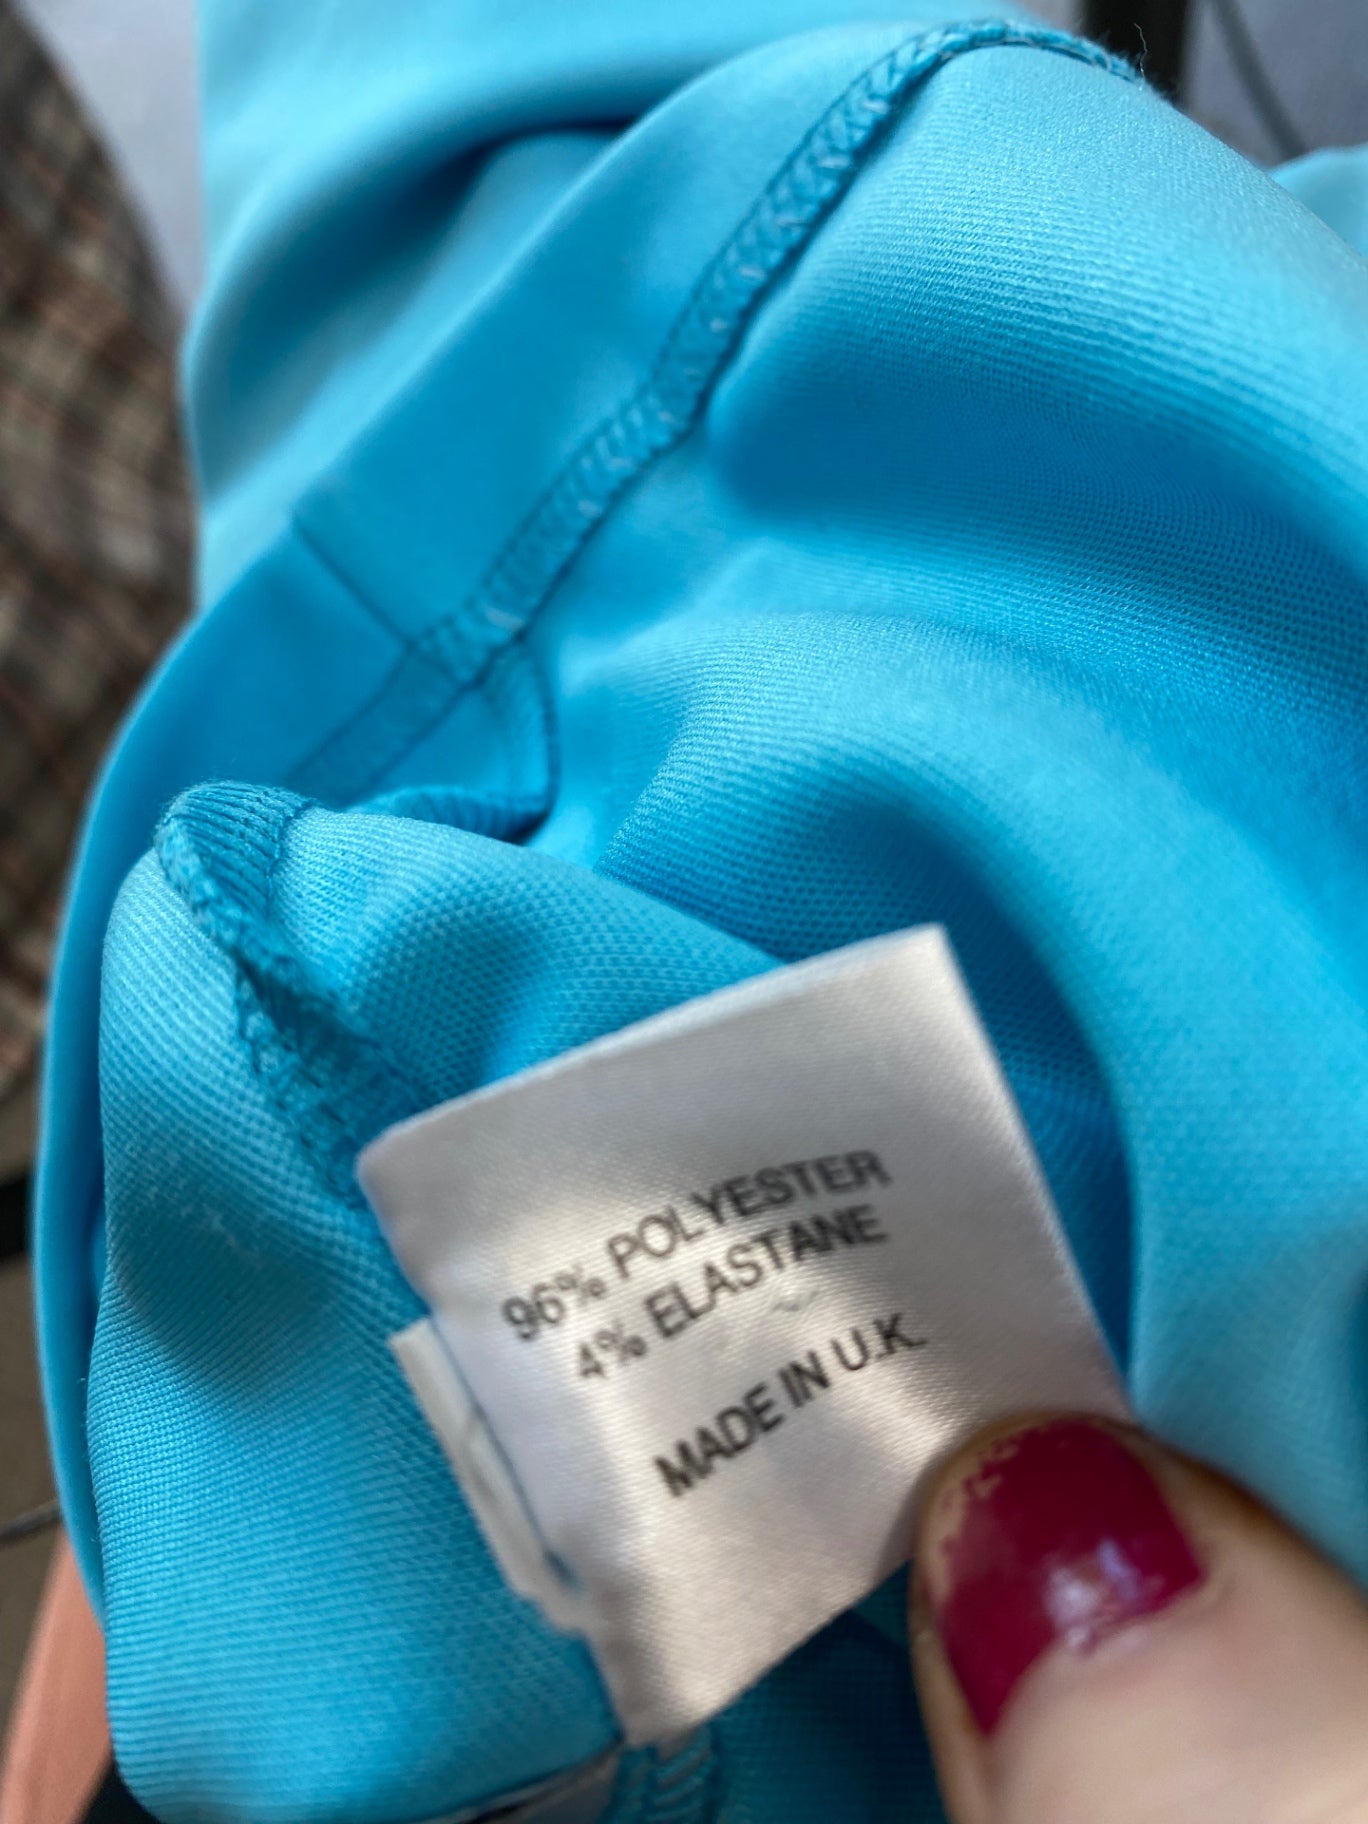 96% POLYESTER
4% ELASTANE
MADE IN U.K.